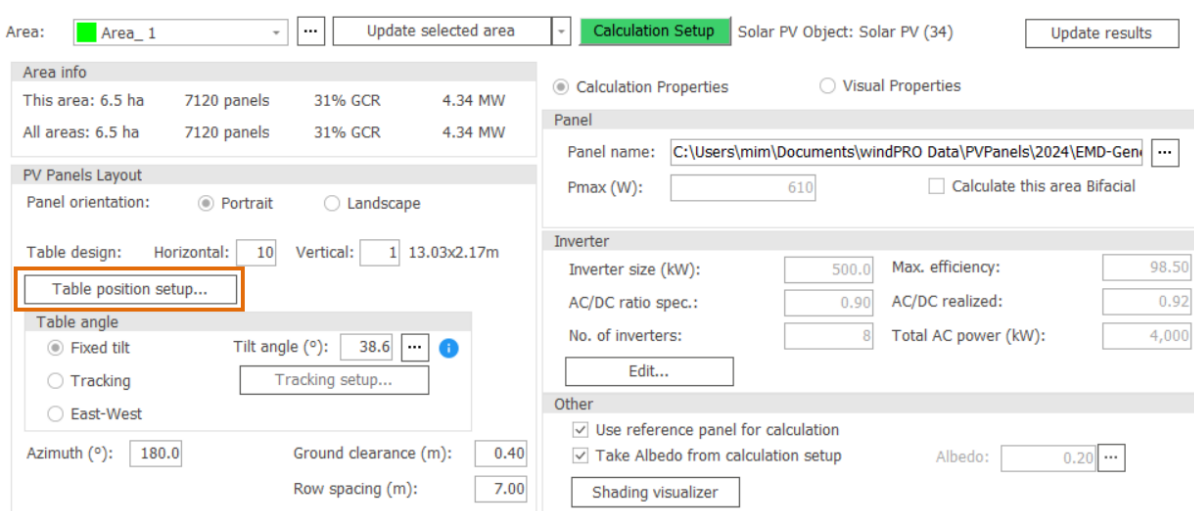 Area: Area_ 1 ... Update selected area Calculation Setup Solar PV Object: Solar PV (34) Update results
Area info
This area: 6.5 ha 7120 panels 31% GCR 4.34 MW
All areas: 6.5 ha 7120 panels 31% GCR 4.34 MW
PV Panels Layout
Panel orientation: Portrait Landscape
Table design: Horizontal: 10 Vertical: 1 13.03x2.17m
Table position setup...
Table angle
Fixed tilt Tilt angle (°): 38.6 ... i
Tracking Tracking setup...
East-West
Azimuth (°): 180.0 Ground clearance (m): 0.40
Row spacing (m): 7.00
Calculation Properties Visual Properties
Panel
Panel name: C:\Users\mim\Documents\windPRO Data\PVPanels\2024\EMD-Gene ...
Pmax (W): 610 Calculate this area Bifacial
Inverter
Inverter size (kW): 500.0 Max. efficiency: 98.50
AC/DC ratio spec.: 0.90 AC/DC realized: 0.92
No. of inverters: 8 Total AC power (kW): 4,000
Edit...
Other
Use reference panel for calculation
Take Albedo from calculation setup Albedo: 0.20 ...
Shading visualizer